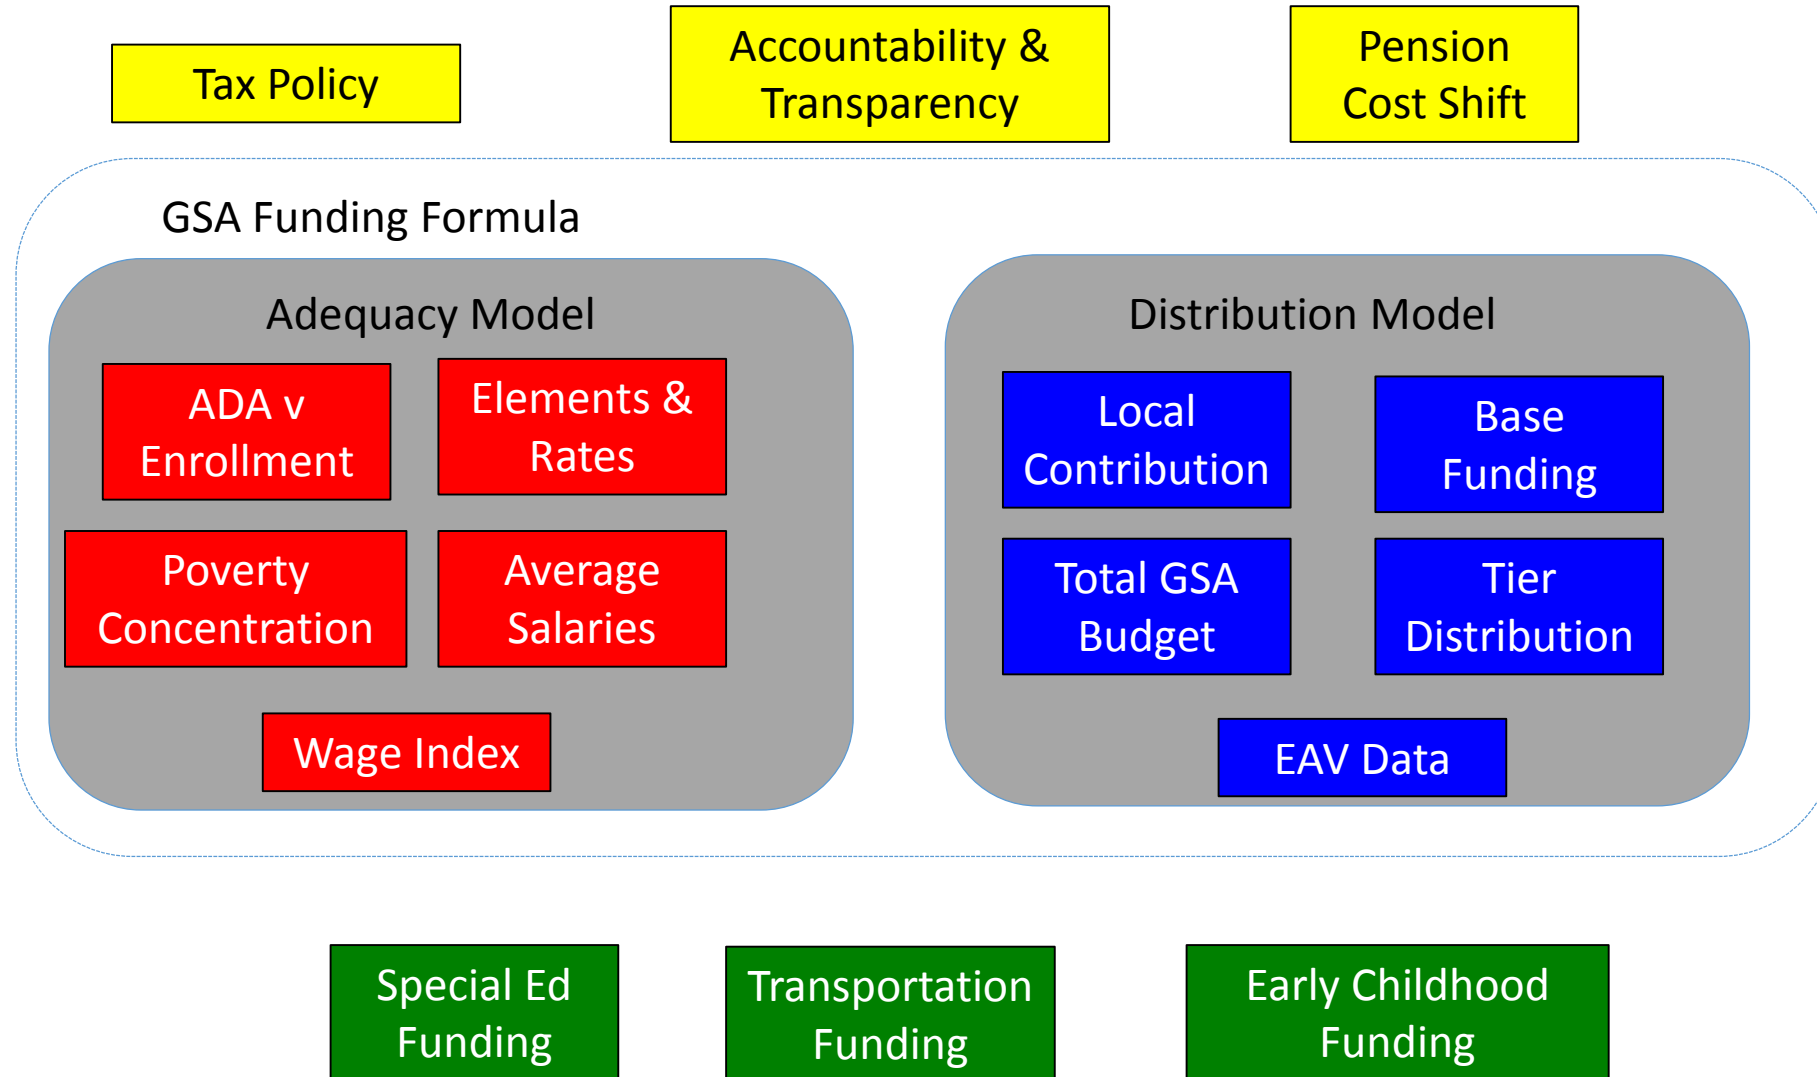 Tax Policy
Accountability &
Transparency
Pension
Cost Shift
GSA Funding Formula
Adequacy Model
ADA v
Enrollment
Elements &
Rates
Poverty
Concentration
Average
Salaries
Wage Index
Distribution Model
Local
Contribution
Base
Funding
Total GSA
Budget
Tier
Distribution
EAV Data
Special Ed
Funding
Transportation
Funding
Early Childhood
Funding